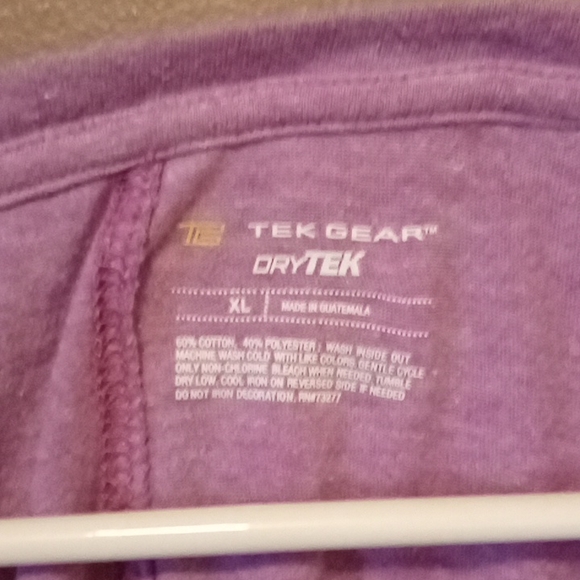 TEK GEAR™
DRYTEK
XL | MADE IN GUATEMALA
60% COTTON, 40% POLYESTER; WASH INSIDE OUT
MACHINE WASH COLD WITH LIKE COLORS, GENTLE CYCLE
ONLY NON-CHLORINE BLEACH WHEN NEEDED, TUMBLE
DRY LOW, COOL IRON ON REVERSED SIDE IF NEEDED
DO NOT IRON DECORATION. RN#73277